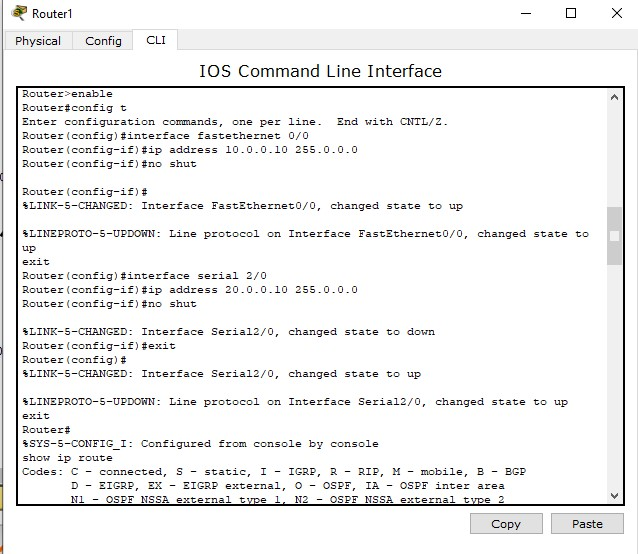 Router1
Physical Config CLI
IOS Command Line Interface
Router>enable
Router#config t
Enter configuration commands, one per line.  End with CNTL/Z.
Router(config)#interface fastethernet 0/0
Router(config-if)#ip address 10.0.0.10 255.0.0.0
Router(config-if)#no shut
Router(config-if)#
%LINK-5-CHANGED: Interface FastEthernet0/0, changed state to up
%LINEPROTO-5-UPDOWN: Line protocol on Interface FastEthernet0/0, changed state to
up
exit
Router(config)#interface serial 2/0
Router(config-if)#ip address 20.0.0.10 255.0.0.0
Router(config-if)#no shut
%LINK-5-CHANGED: Interface Serial2/0, changed state to down
Router(config-if)#exit
Router(config)#
%LINK-5-CHANGED: Interface Serial2/0, changed state to up
%LINEPROTO-5-UPDOWN: Line protocol on Interface Serial2/0, changed state to up
exit
Router#
%SYS-5-CONFIG_I: Configured from console by console
show ip route
Codes: C - connected, S - static, I - IGRP, R - RIP, M - mobile, B - BGP
D - EIGRP, EX - EIGRP external, O - OSPF, IA - OSPF inter area
N1 - OSPF NSSA external type 1, N2 - OSPF NSSA external type 2
Copy Paste